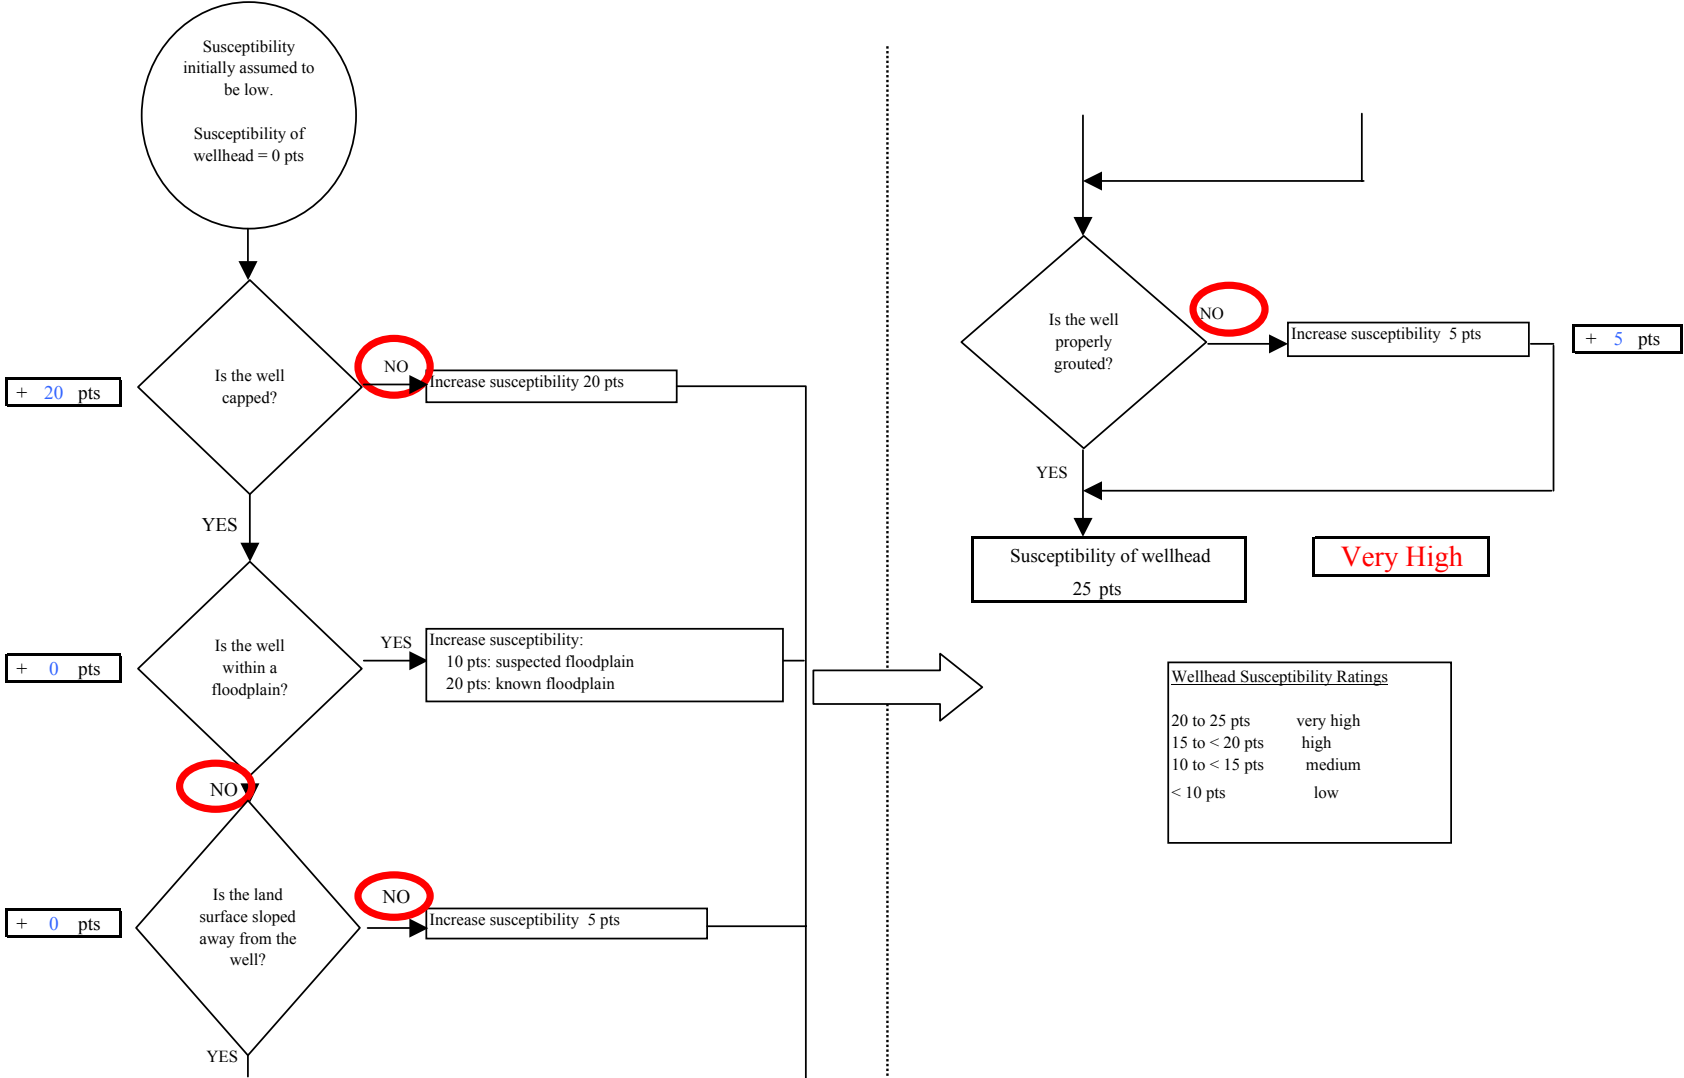 Susceptibility
initially assumed to
be low.
Susceptibility of
wellhead = 0 pts
Is the well
capped?
NO
Increase susceptibility 20 pts
+ 20 pts
YES
Is the well
within a
floodplain?
YES
Increase susceptibility:
10 pts: suspected floodplain
20 pts: known floodplain
+ 0 pts
NO
Is the land
surface sloped
away from the
well?
NO
Increase susceptibility 5 pts
+ 0 pts
YES
Is the well
properly
grouted?
NO
Increase susceptibility 5 pts
+ 5 pts
YES
Susceptibility of wellhead
25 pts
Very High
Wellhead Susceptibility Ratings
20 to 25 pts very high
15 to < 20 pts high
10 to < 15 pts medium
< 10 pts low